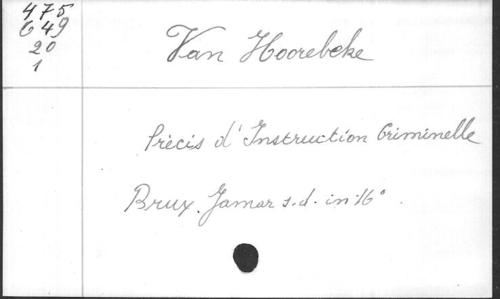 475
649
20
1
Van Hoorebeke
Précis d'Instruction Criminelle
Brux. Jamar s.d. in-16°.